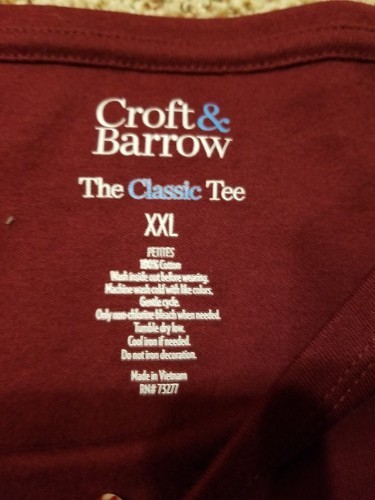 Croft&
Barrow
The Classic Tee
XXL
PETITES
100% Cotton
Wash inside out before wearing.
Machine wash cold with like colors.
Gentle cycle.
Only non-chlorine bleach when needed.
Tumble dry low.
Cool iron if needed.
Do not iron decoration.
Made in Vietnam
RN# 73277